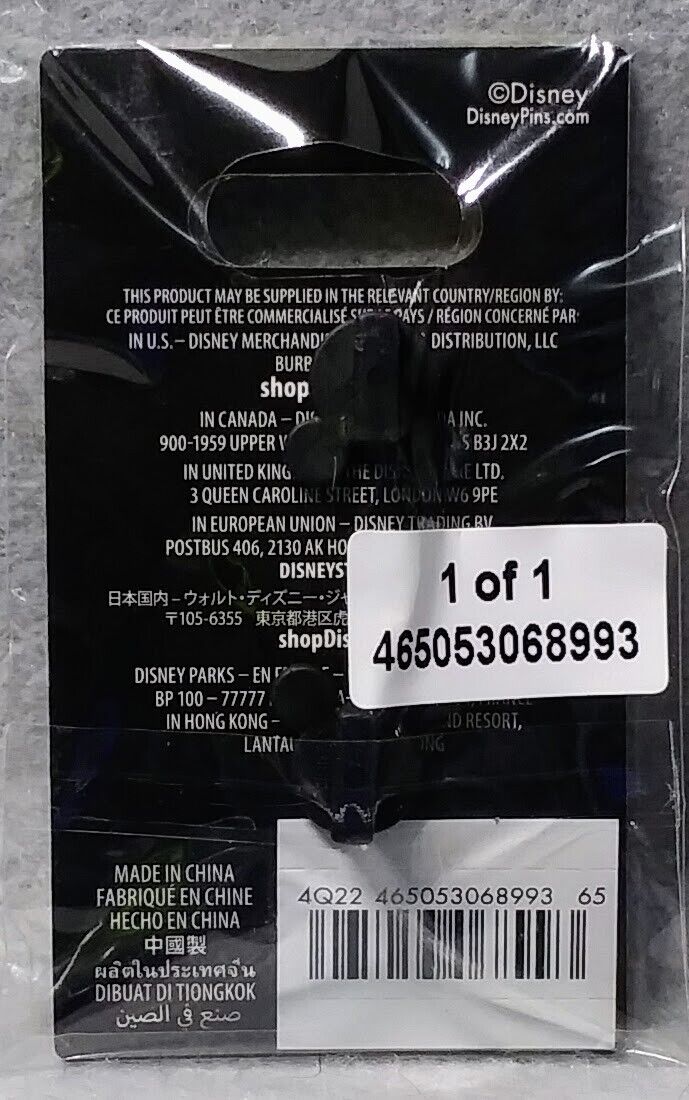 ©Disney
DisneyPins.com
THIS PRODUCT MAY BE SUPPLIED IN THE RELEVANT COUNTRY/REGION BY:
CE PRODUIT PEUT ÊTRE COMMERCIALISÉ PAYS / RÉGION CONCERNÉ PAR:
IN U.S.– DISNEY DISTRIBUTION, LLC
shop
IN CANADA – INC.
900-1959 UPPER B3J 2X2
IN UNITED LTD.
3 QUEEN CAROLINE STREET, LONDON W6 9PE
IN EUROPEAN UNION – DISNEY TRADING BV
POSTBUS 406, 2130 AK
1 of 1
465053068993
日本国内 – ウォルト・ディズニー・
〒105-6355 東京都港区
DISNEY PARKS – EN
BP 100 – 77777
IN HONG KONG – RESORT,
MADE IN CHINA
FABRIQUÉ EN CHINE
HECHO EN CHINA
中國製
ผลิตในประเทศจีน
DIBUAT DI TIONGKOK
صنع في الصين
4Q22 465053068993 65